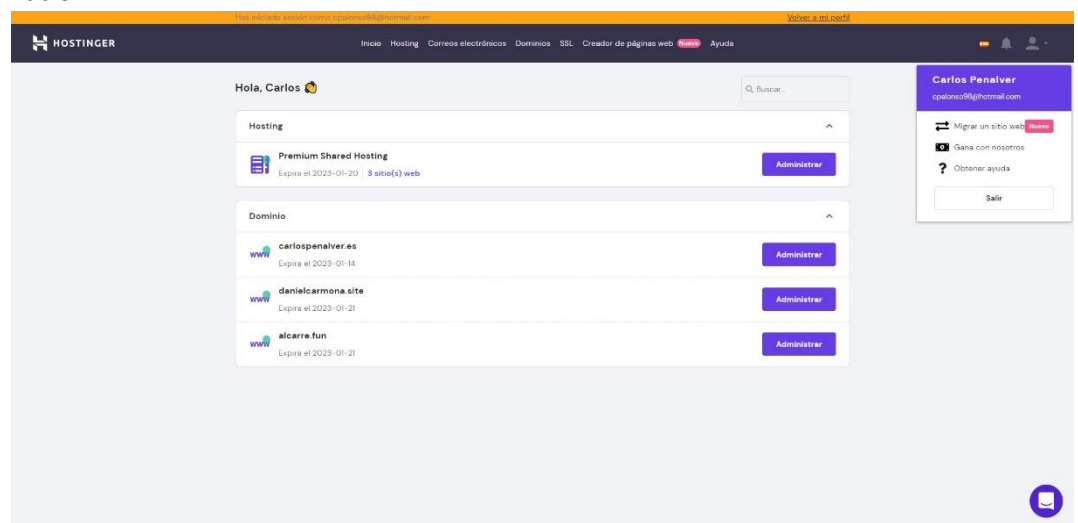 Has iniciado sesión como cpalonso98@hotmail.com Volver a mi perfil
HOSTINGER Inicio Hosting Correos electrónicos Dominios SSL Creador de páginas web Nuevo Ayuda
Hola, Carlos
Buscar...
Carlos Penalver
cpalonso98@hotmail.com
Migrar un sitio web Nuevo
Gana con nosotros
Obtener ayuda
Salir
Hosting
Premium Shared Hosting
Expira el 2023-01-20 3 sitio(s) web
Administrar
Dominio
www carlospenalver.es
Expira el 2023-01-14
Administrar
www danielcarmona.site
Expira el 2023-01-21
Administrar
www alcarre.fun
Expira el 2023-01-21
Administrar